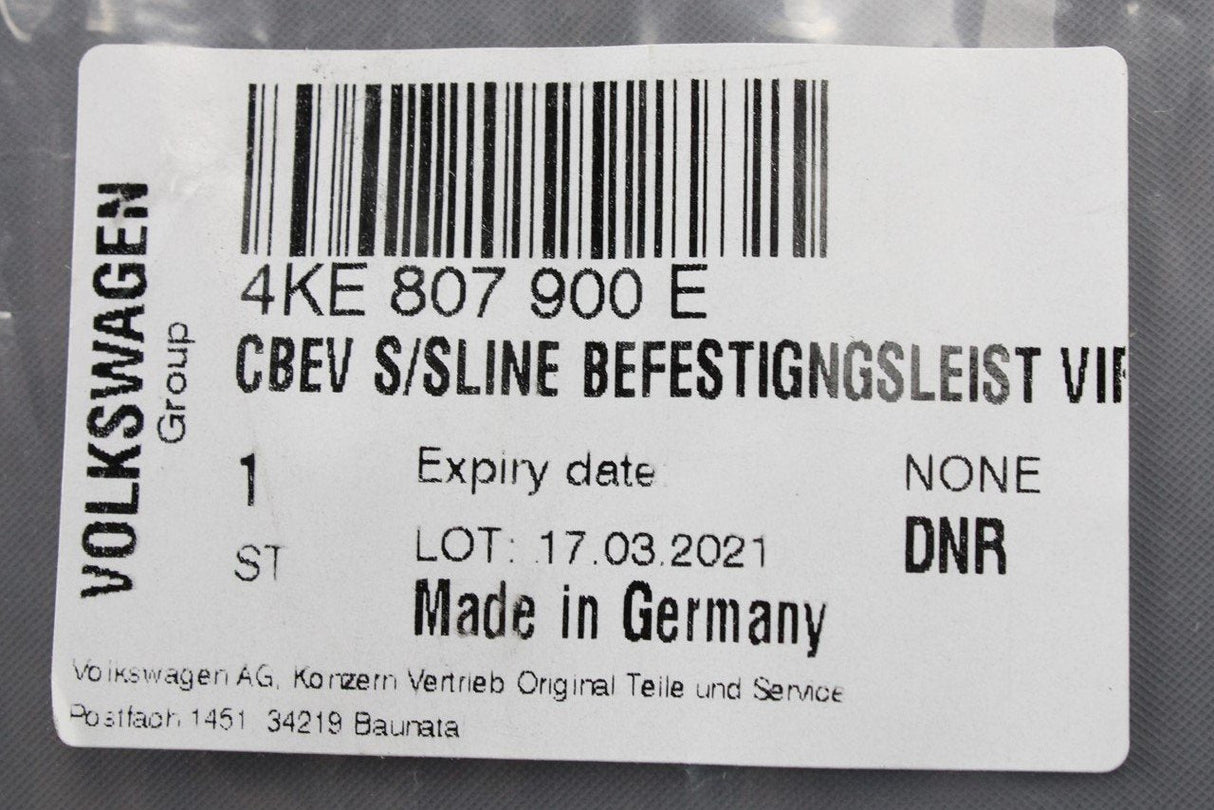 VOLKSWAGEN
Group
4KE 807 900 E
CBEV S/SLINE BEFESTIGNGSLEIST
1 Expiry date NONE
ST LOT: 17.03.2021 DNR
Made in Germany
Volkswagen AG, Konzern Vertrieb Original Teile und Service
Postfach 1451 34219 Baunata